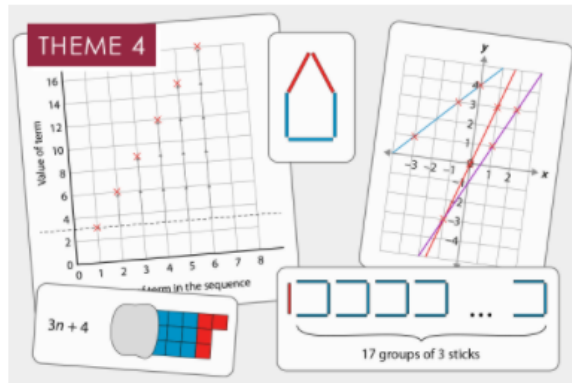 THEME 4
Value of term
16
14
12
10
8
6
4
2
0
0 1 2 3 4 5 6 7 8
term in the sequence
y
4
3
2
1
0
-3 -2 -1 1 2 x
-2
-3
-4
3n + 4
...
17 groups of 3 sticks